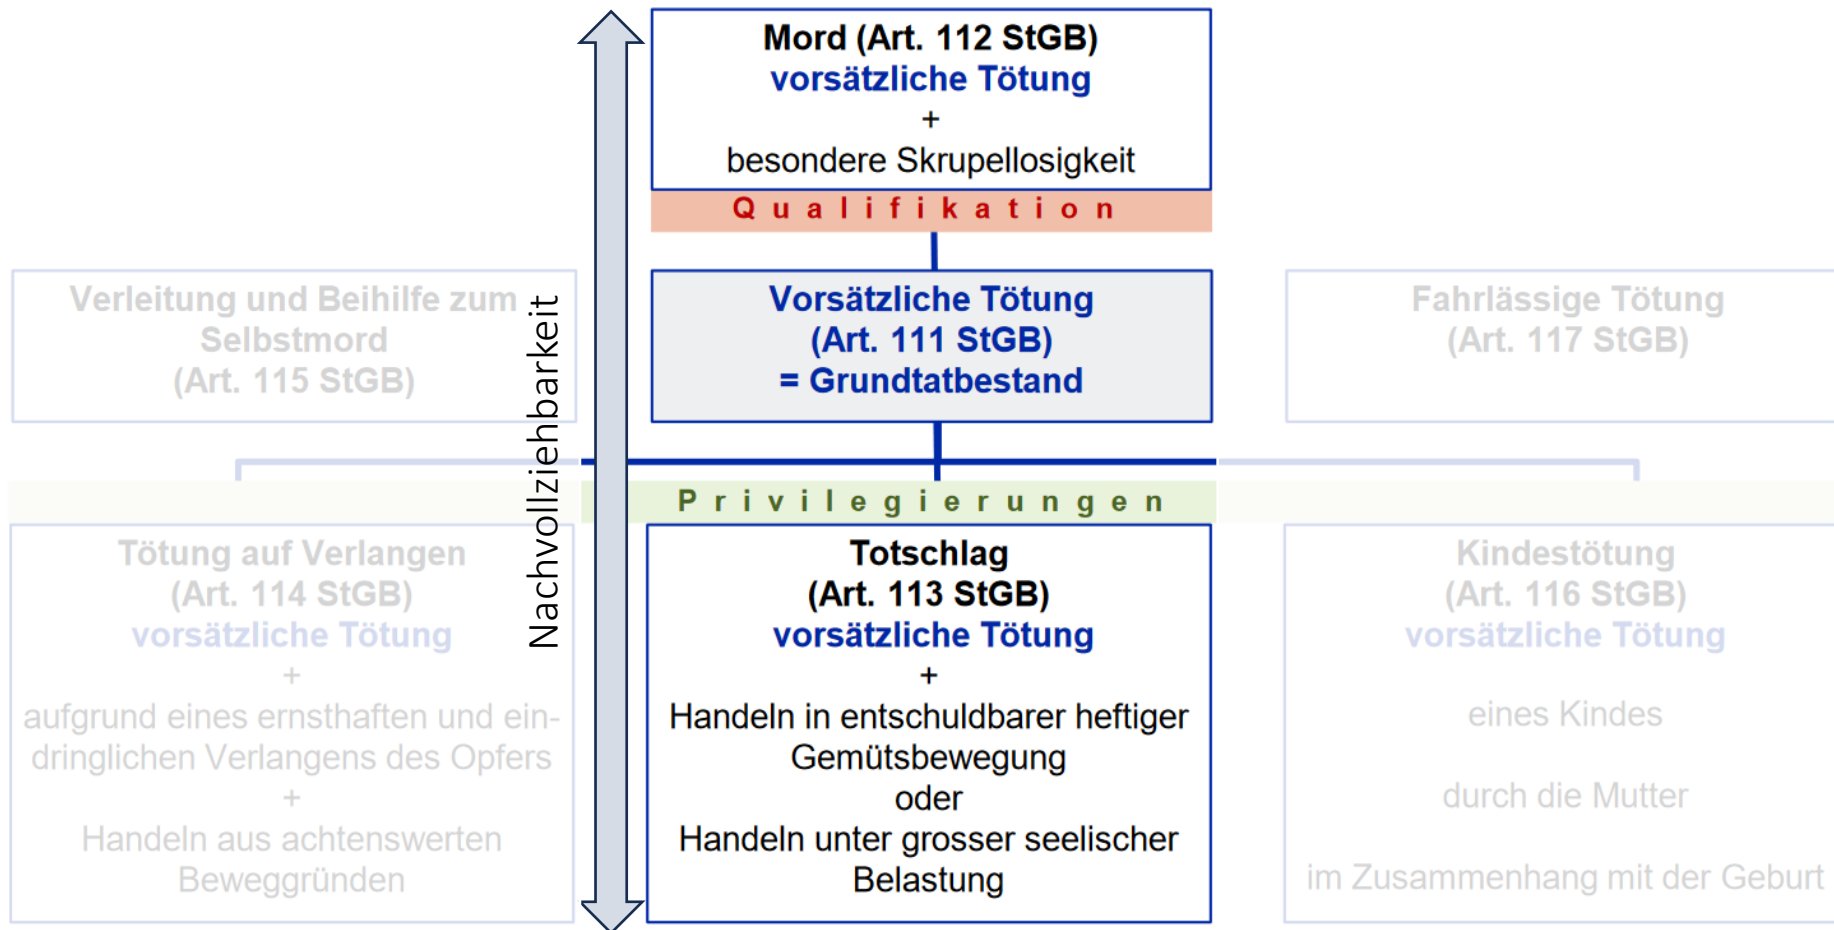 Mord (Art. 112 StGB)
vorsätzliche Tötung
+
besondere Skrupellosigkeit
Qualifikation
Verleitung und Beihilfe zum
Selbstmord
(Art. 115 StGB)
Nachvollziehbarkeit
Vorsätzliche Tötung
(Art. 111 StGB)
= Grundtatbestand
Fahrlässige Tötung
(Art. 117 StGB)
Privilegierungen
Tötung auf Verlangen
(Art. 114 StGB)
vorsätzliche Tötung
+
aufgrund eines ernsthaften und ein-
dringlichen Verlangens des Opfers
+
Handeln aus achtenswerten
Beweggründen
Totschlag
(Art. 113 StGB)
vorsätzliche Tötung
+
Handeln in entschuldbarer heftiger
Gemütsbewegung
oder
Handeln unter grosser seelischer
Belastung
Kindestötung
(Art. 116 StGB)
vorsätzliche Tötung
eines Kindes
durch die Mutter
im Zusammenhang mit der Geburt